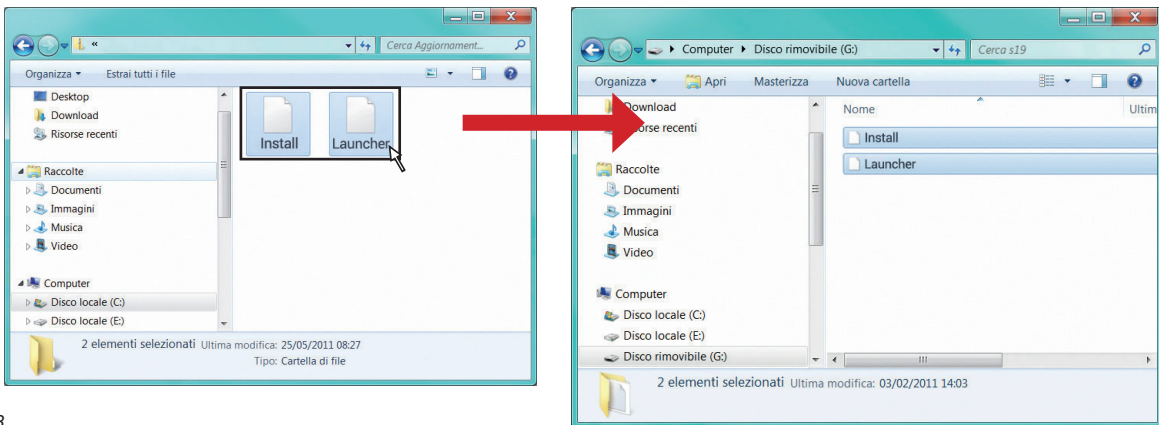 «
Cerca Aggiornament...
Organizza
Estrai tutti i file
Desktop
Download
Risorse recenti
Raccolte
Documenti
Immagini
Musica
Video
Computer
Disco locale (C:)
Disco locale (E:)
Install
Launcher
2 elementi selezionati Ultima modifica: 25/05/2011 08:27
Tipo: Cartella di file
Computer Disco rimovibile (G:)
Cerca s19
Organizza Apri Masterizza Nuova cartella
Download
Risorse recenti
Raccolte
Documenti
Immagini
Musica
Video
Computer
Disco locale (C:)
Disco locale (E:)
Disco rimovibile (G:)
Nome Ultim
Install
Launcher
2 elementi selezionati Ultima modifica: 03/02/2011 14:03